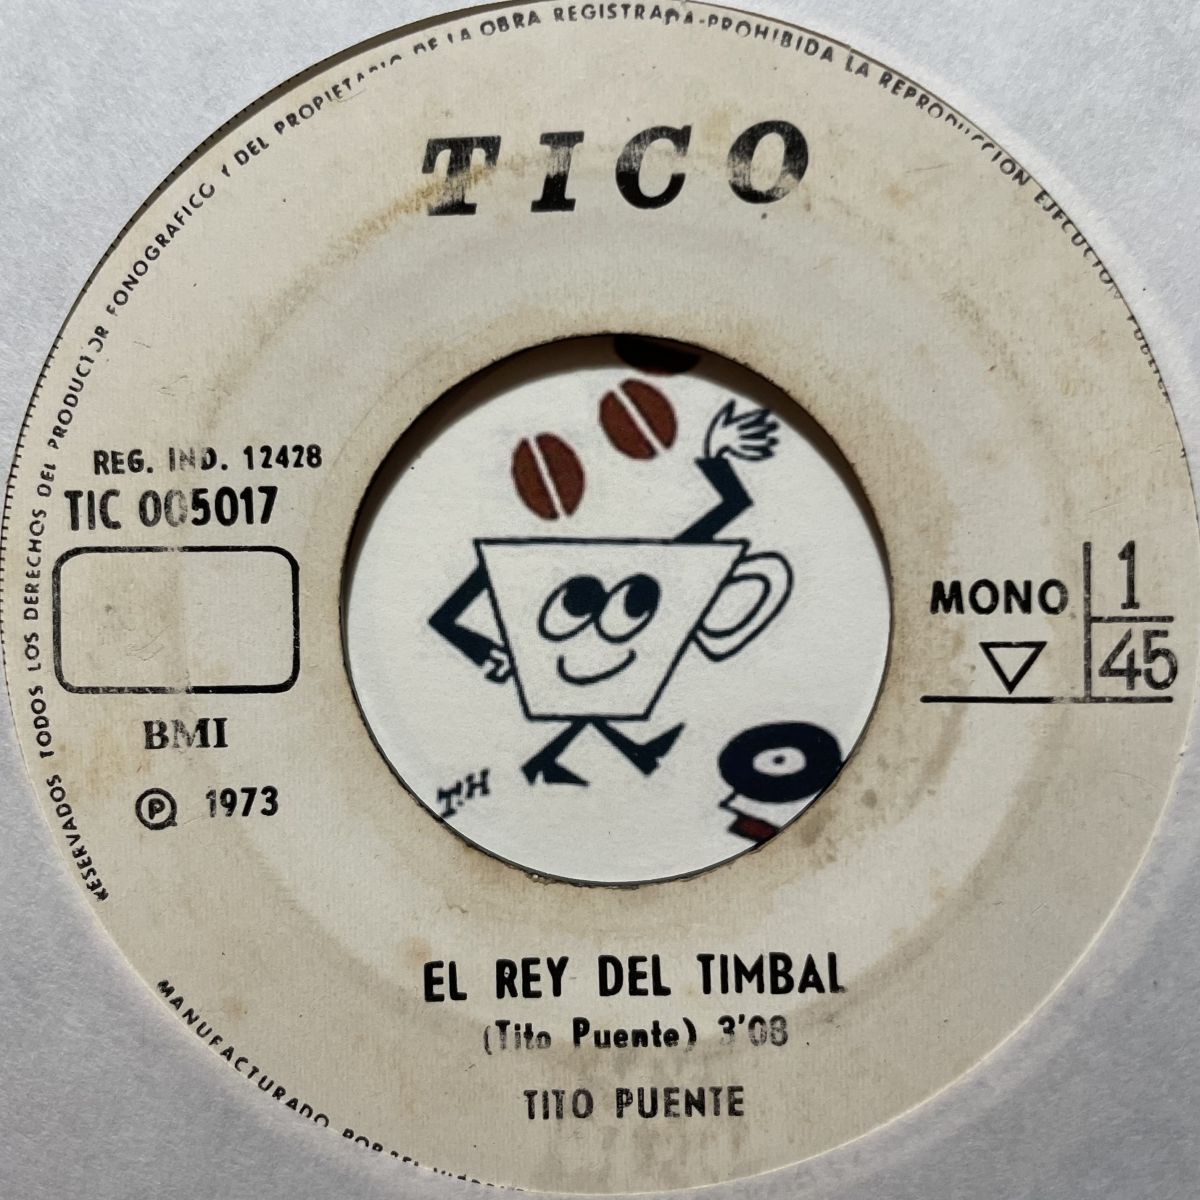 RESERVADOS TODOS LOS DERECHOS DEL PRODUCTOR FONOGRAFICO Y DEL PROPIETARIO DE LA OBRA REGISTRADA-PROHIBIDA LA REPRODUCCION EJECUCION PUBLICA
TICO
REG. IND. 12428
TIC 005017
BMI
℗ 1973
MONO
1
45
T.H
EL REY DEL TIMBAL
(Tito Puente) 3'08
TITO PUENTE
MANUFACTURADO POR